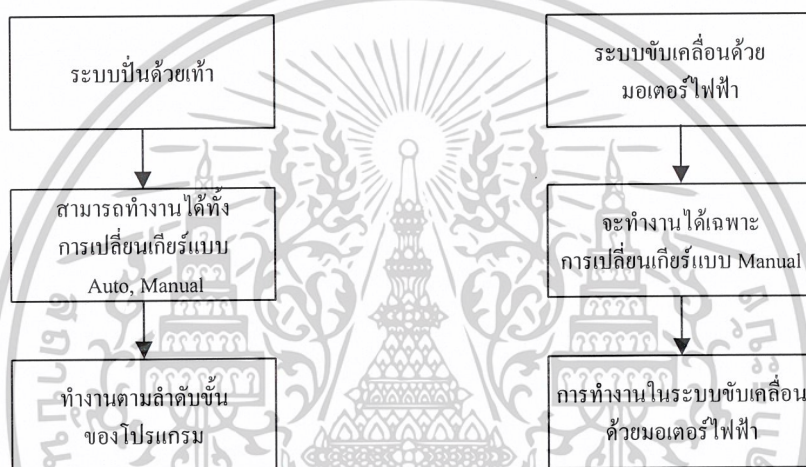 ระบบปั่นด้วยเท้า
สามารถทำงานได้ทั้ง
การเปลี่ยนเกียร์แบบ
Auto, Manual
ทำงานตามลำดับขั้น
ของโปรแกรม
ระบบขับเคลื่อนด้วย
มอเตอร์ไฟฟ้า
จะทำงานได้เฉพาะ
การเปลี่ยนเกียร์แบบ Manual
การทำงานในระบบขับเคลื่อน
ด้วยมอเตอร์ไฟฟ้า